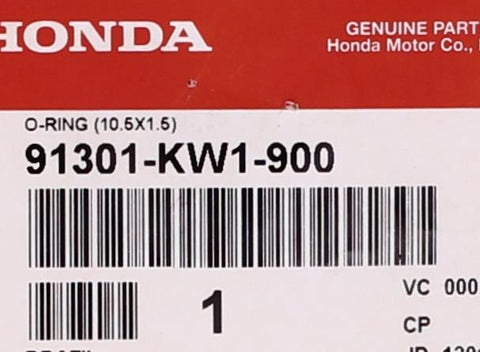 HONDA
GENUINE PART
Honda Motor Co.,
O-RING (10.5X1.5)
91301-KW1-900
1
VC 000
CP